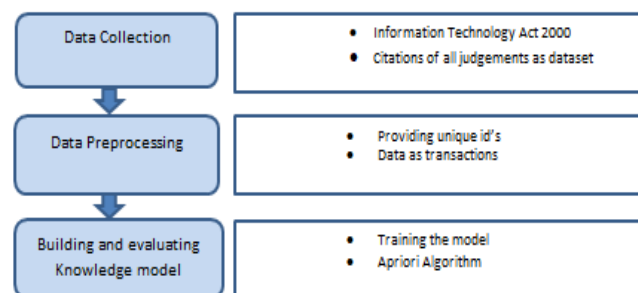 Data Collection
• Information Technology Act 2000
• Citations of all judgements as dataset
Data Preprocessing
• Providing unique id's
• Data as transactions
Building and evaluating
Knowledge model
• Training the model
• Apriori Algorithm